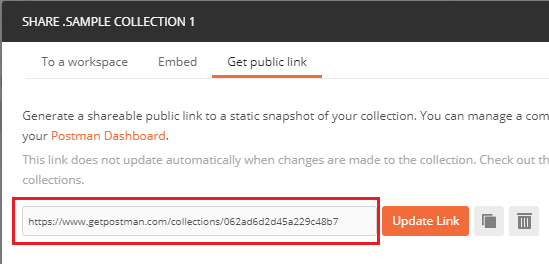 SHARE .SAMPLE COLLECTION 1
To a workspace Embed Get public link
Generate a shareable public link to a static snapshot of your collection. You can manage a com
your Postman Dashboard.
This link does not update automatically when changes are made to the collection. Check out th
collections.
https://www.getpostman.com/collections/062ad6d2d45a229c48b7 Update Link